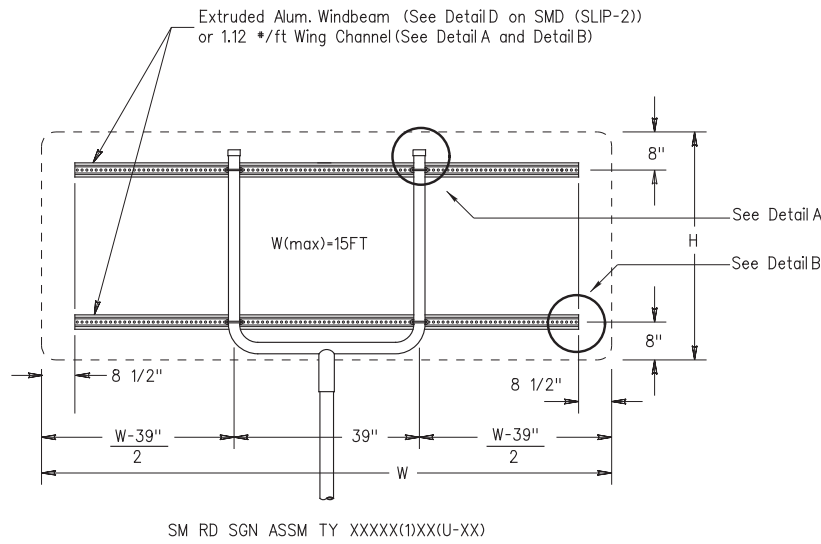 Extruded Alum. Windbeam (See Detail D on SMD (SLIP-2))
or 1.12 #/ft Wing Channel (See Detail A and Detail B)
8"
See Detail A
W(max)=15FT
H
See Detail B
8"
8 1/2"
8 1/2"
W-39"
2
39"
W-39"
2
W
SM RD SGN ASSM TY XXXXX(1)XX(U-XX)